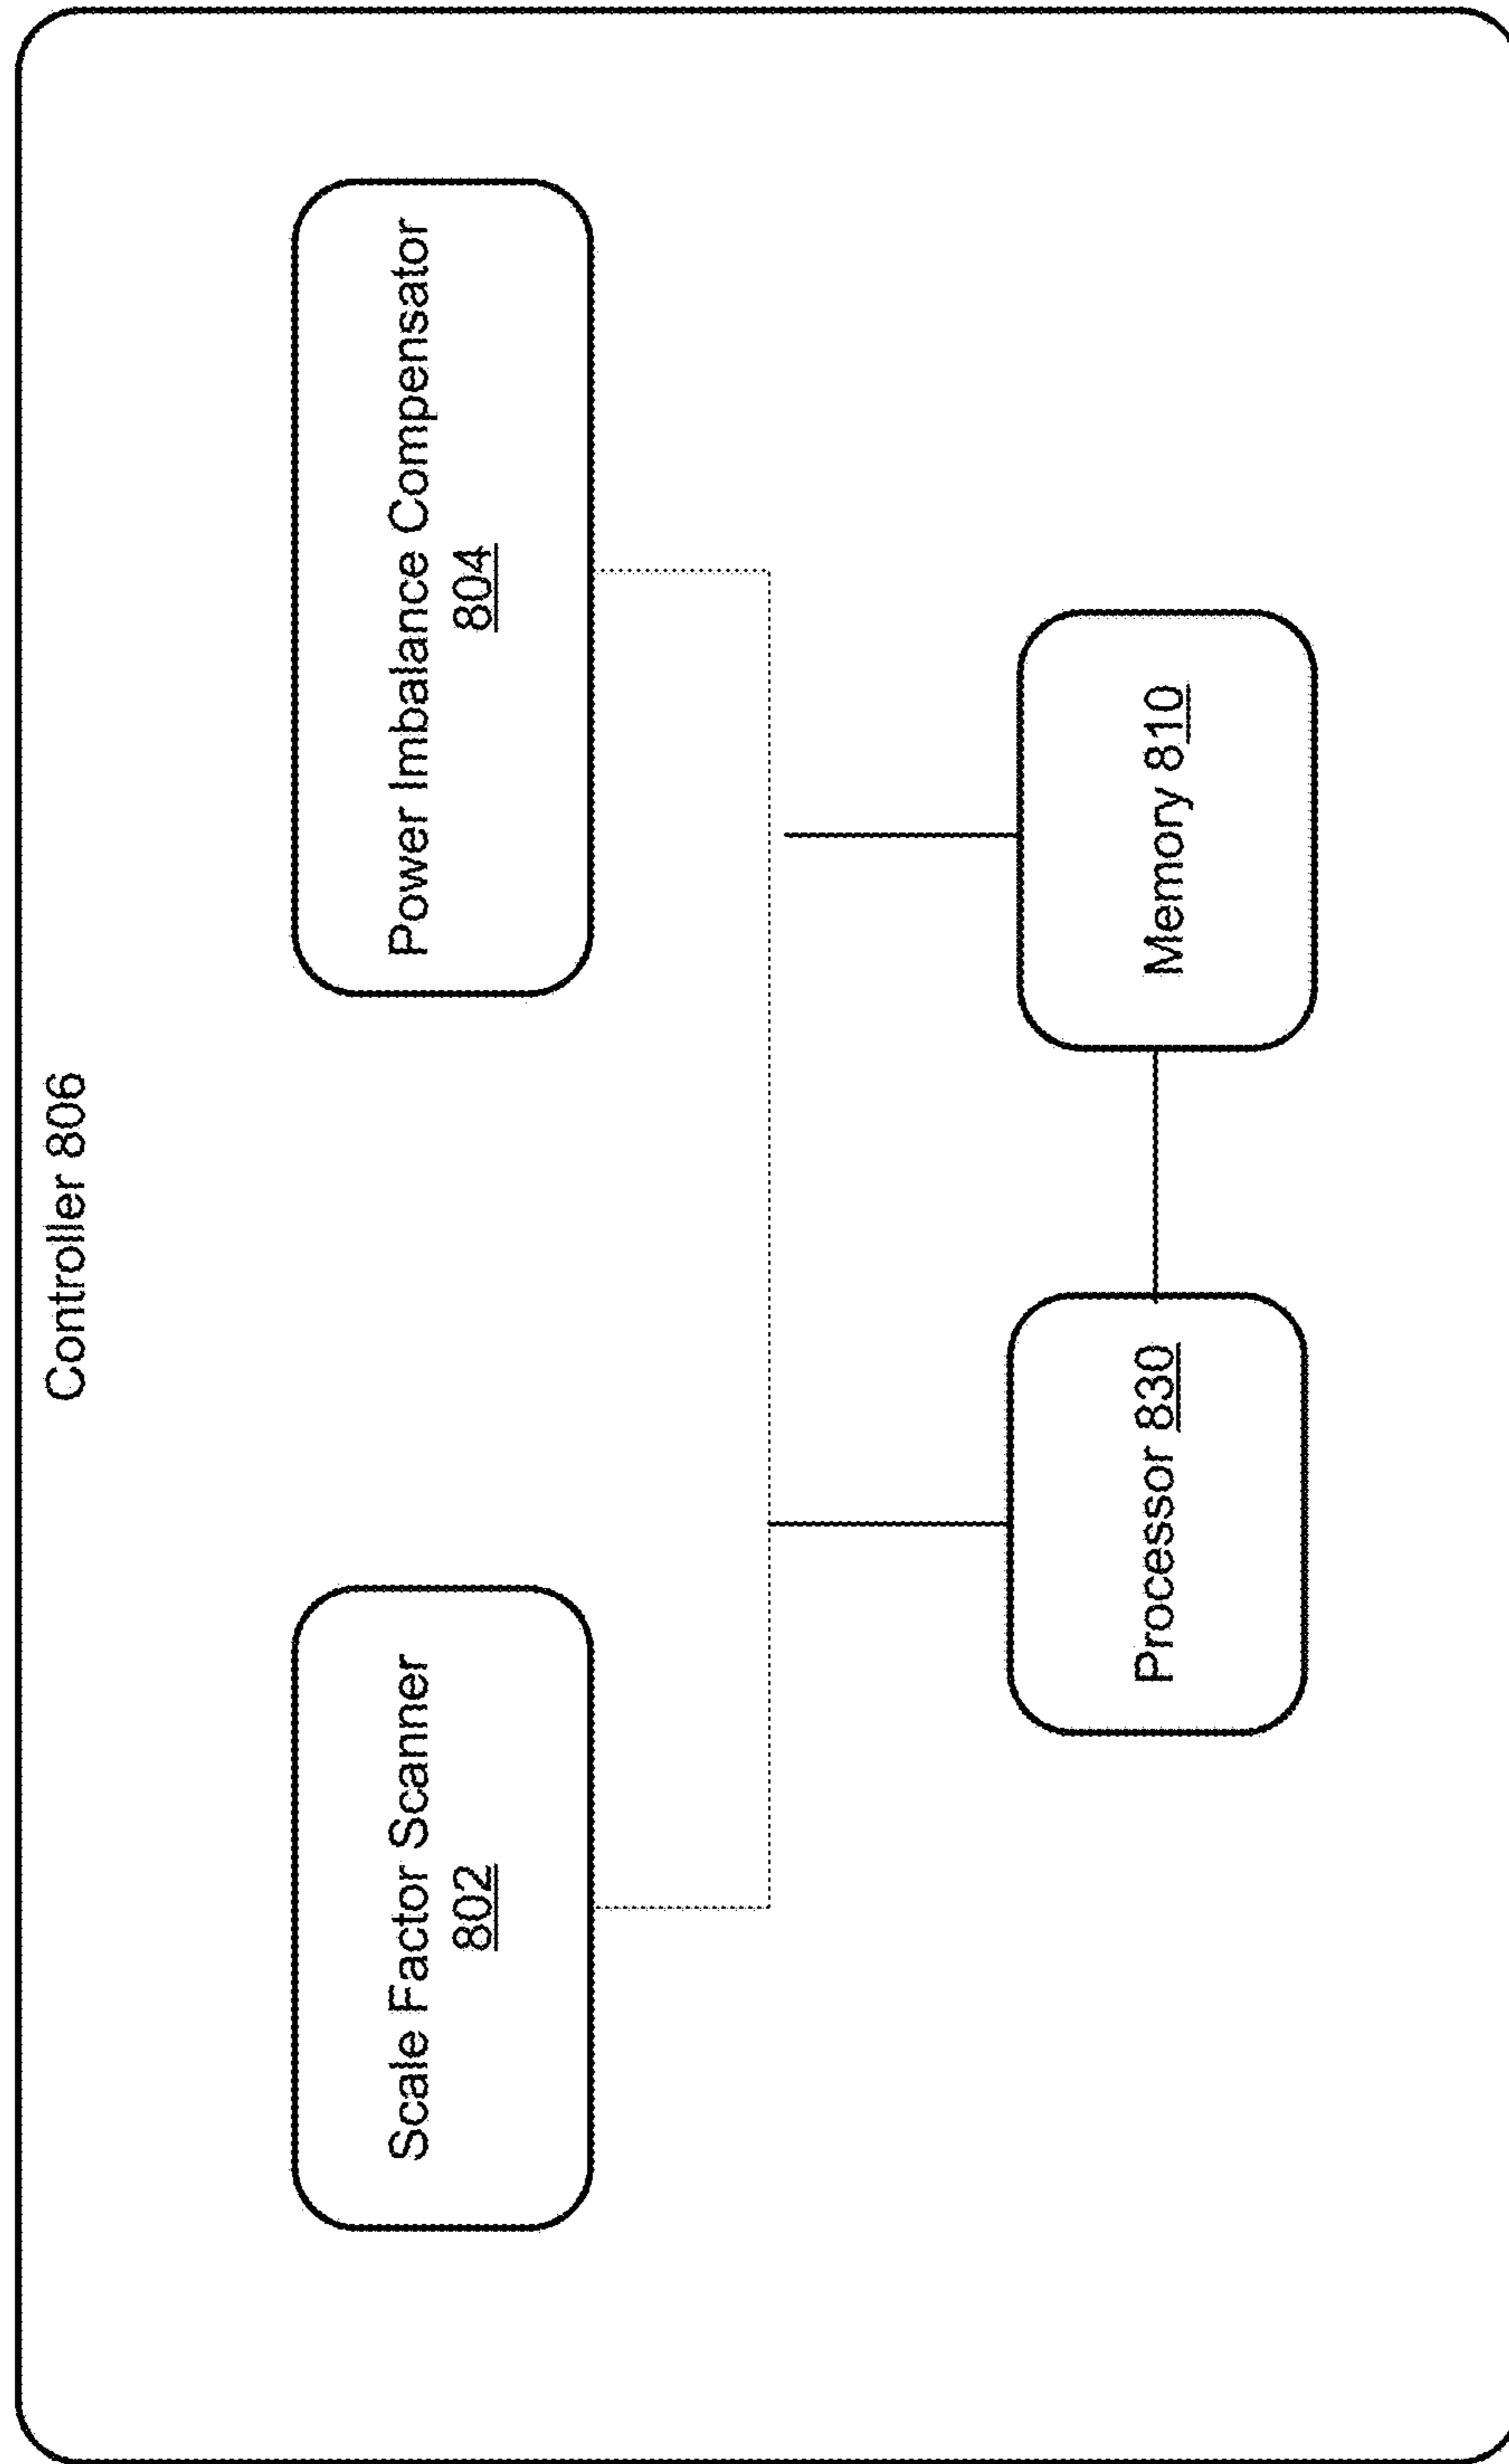 Controller 806
Scale Factor Scanner
802
Power Imbalance Compensator
804
Processor 830
Memory 810